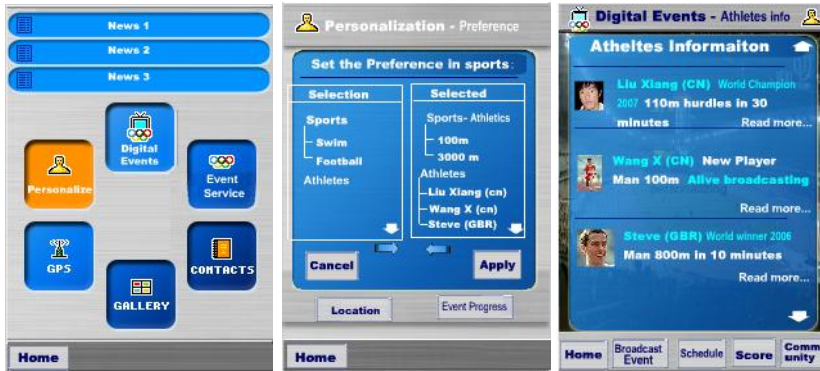 News 1
News 2
News 3
Digital
Events
Personalize
Event
Service
GPS
CONTACTS
GALLERY
Home
Personalization - Preference
Set the Preference in sports:
Selection
Sports
Swim
Football
Athletes
Selected
Sports- Athletics
100m
3000 m
Athletes
Liu Xiang (cn)
Wang X (cn)
Steve (GBR)
Cancel
Apply
Location
Event Progress
Home
Digital Events - Athletes info
Atheltes Informaiton
Liu Xiang (CN) World Champion
2007 110m hurdles in 30
minutes
Read more...
Wang X (CN) New Player
Man 100m Alive broadcasting
Read more...
Steve (GBR) World winner 2006
Man 800m in 10 minutes
Read more...
Home
Broadcast
Event
Schedule
Score
Comm
unity